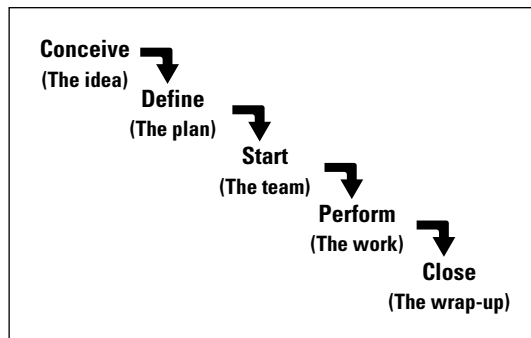 Conceive
(The idea)
Define
(The plan)
Start
(The team)
Perform
(The work)
Close
(The wrap-up)